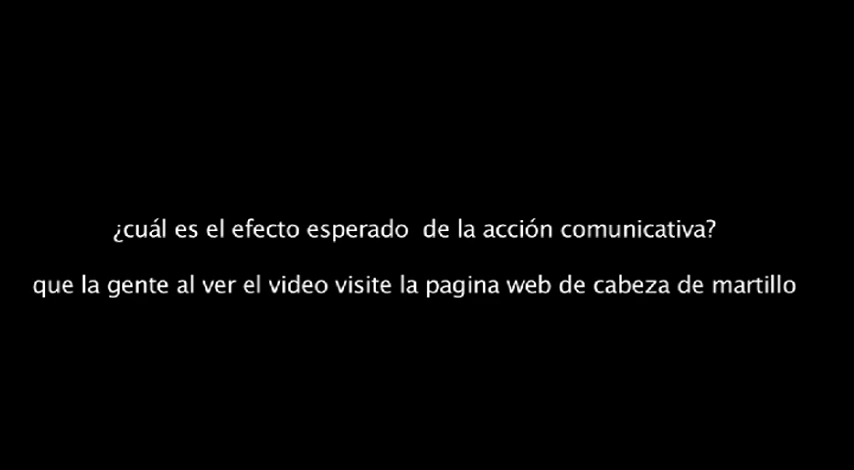 ¿cuál es el efecto esperado  de la acción comunicativa?
que la gente al ver el video visite la pagina web de cabeza de martillo